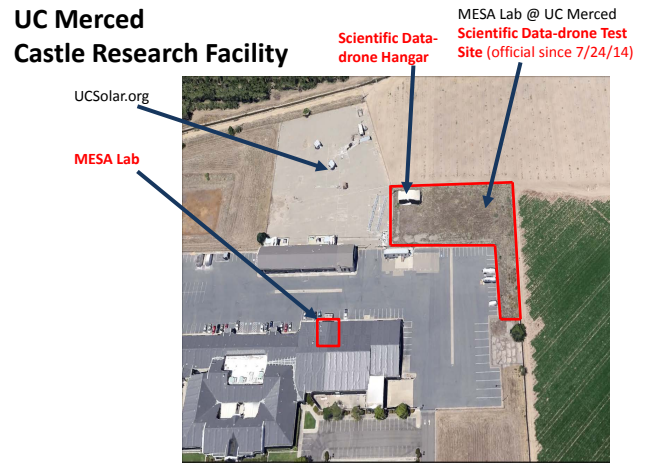 UC Merced
Castle Research Facility
Scientific Data-
drone Hangar
MESA Lab @ UC Merced
Scientific Data-drone Test
Site (official since 7/24/14)
UCSolar.org
MESA Lab